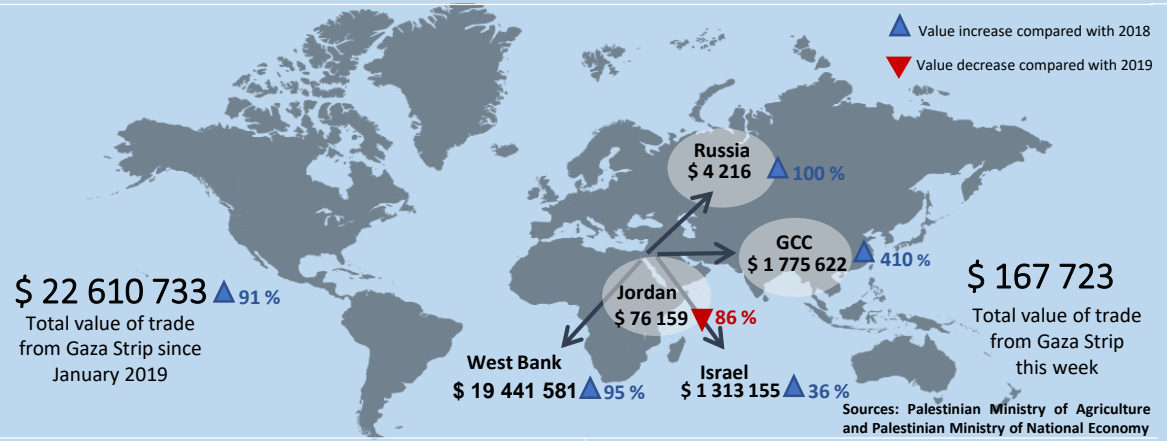 Value increase compared with 2018
Value decrease compared with 2019
Russia
$ 4 216
100 %
GCC
$ 1 775 622
410 %
$ 22 610 733
91 %
Total value of trade
from Gaza Strip since
January 2019
Jordan
$ 76 159
86 %
$ 167 723
Total value of trade
from Gaza Strip
this week
West Bank
$ 19 441 581
95 %
Israel
$ 1 313 155
36 %
Sources: Palestinian Ministry of Agriculture
and Palestinian Ministry of National Economy